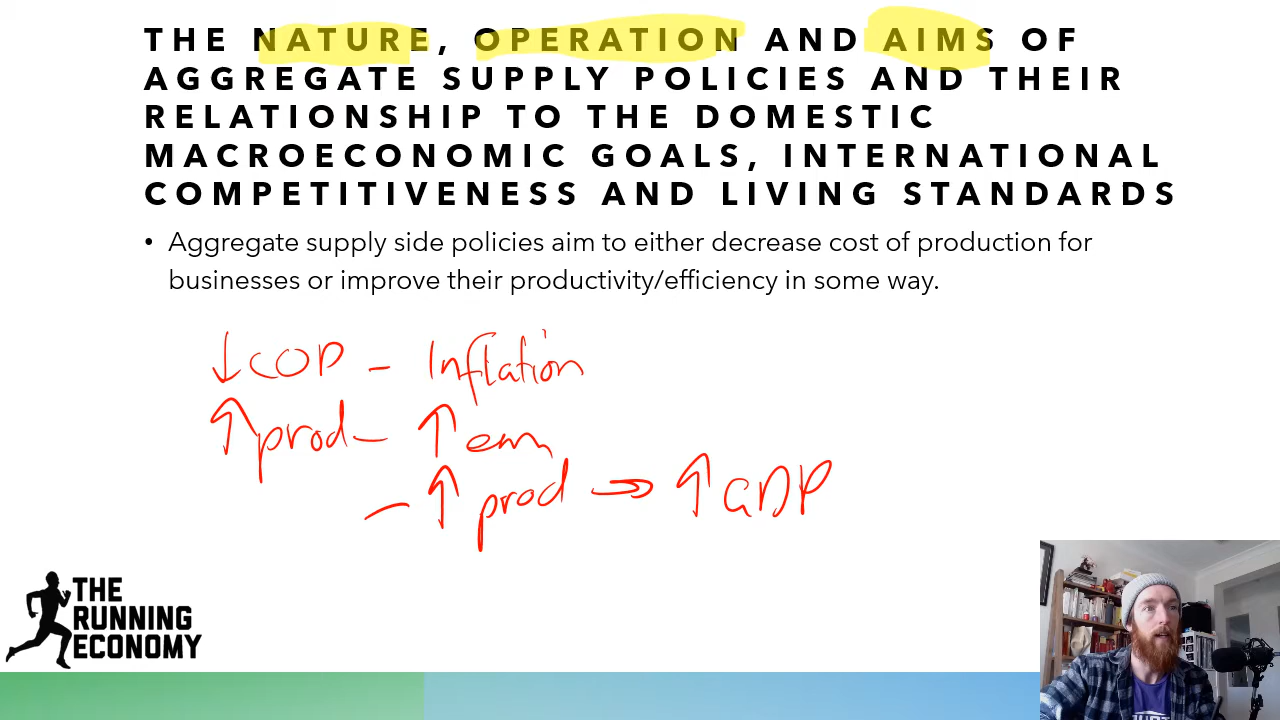 THE NATURE, OPERATION AND AIMS OF
AGGREGATE SUPPLY POLICIES AND THEIR
RELATIONSHIP TO THE DOMESTIC
MACROECONOMIC GOALS, INTERNATIONAL
COMPETITIVENESS AND LIVING STANDARDS
• Aggregate supply side policies aim to either decrease cost of production for
businesses or improve their productivity/efficiency in some way.
↓ COP - Inflation
↑ prod - ↑ em
- ↑ prod → ↑ GDP
THE
RUNNING
ECONOMY